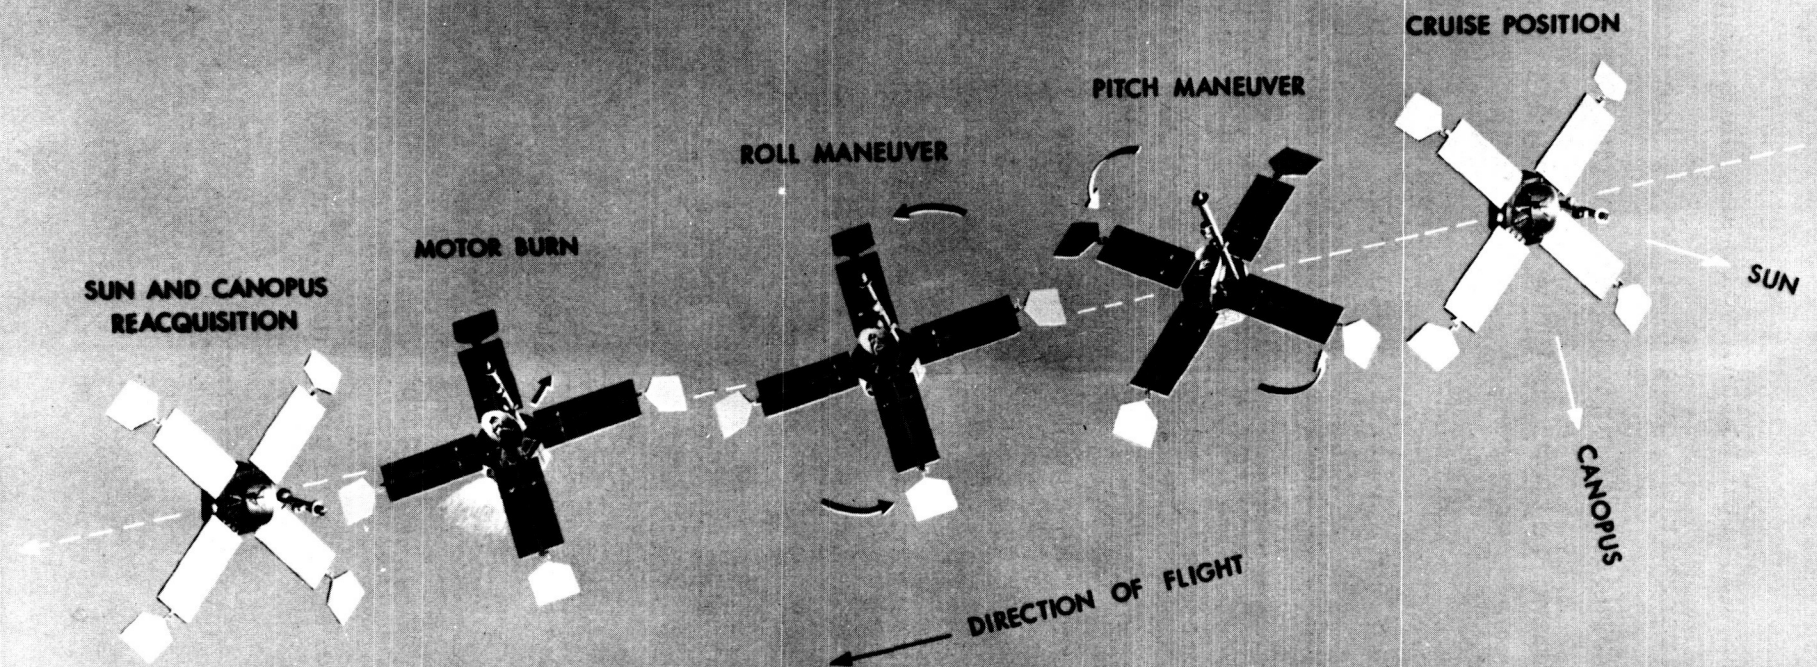 CRUISE POSITION
PITCH MANEUVER
ROLL MANEUVER
MOTOR BURN
SUN AND CANOPUS
REACQUISITION
SUN
CANOPUS
DIRECTION OF FLIGHT